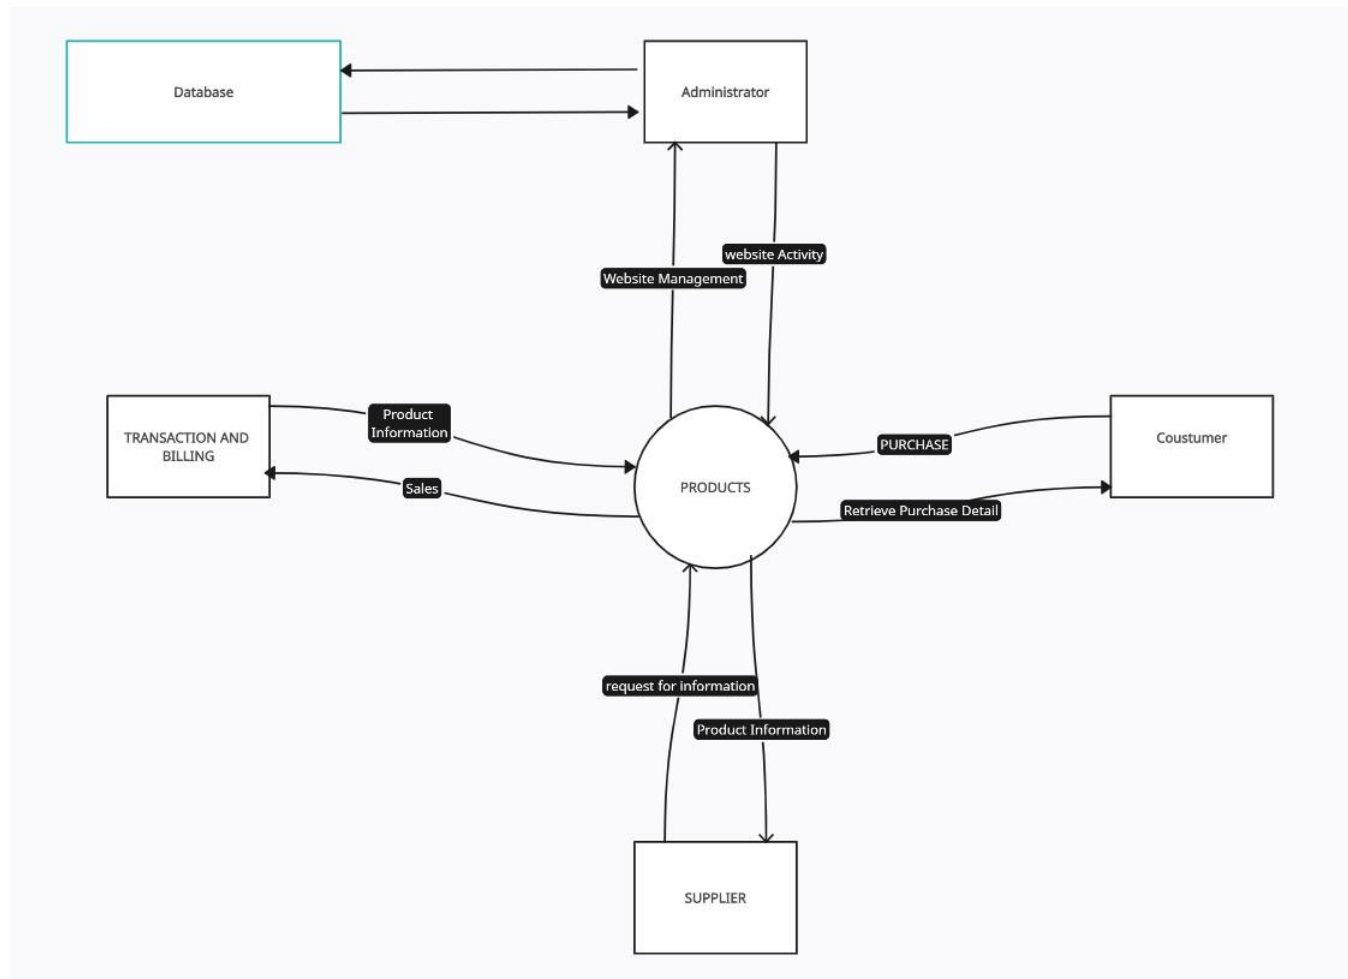 Database
Administrator
website Activity
Website Management
TRANSACTION AND
BILLING
Product
Information
Sales
PRODUCTS
PURCHASE
Coustumer
Retrieve Purchase Detail
request for information
Product Information
SUPPLIER